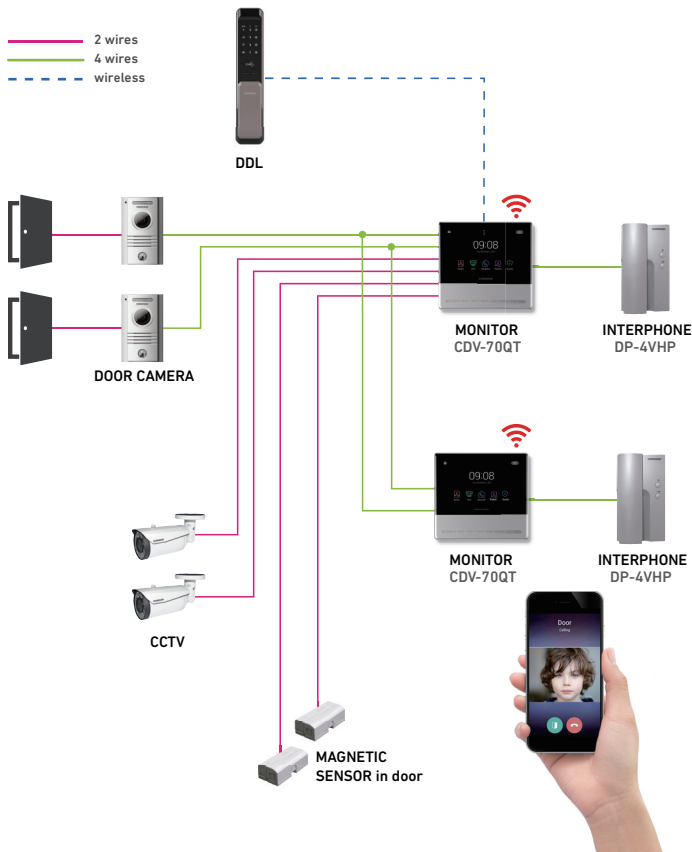 2 wires
4 wires
wireless
DDL
09:08
MONITOR
CDV-70QT
INTERPHONE
DP-4VHP
DOOR CAMERA
09:08
MONITOR
CDV-70QT
INTERPHONE
DP-4VHP
CCTV
Door
Calling
MAGNETIC
SENSOR in door